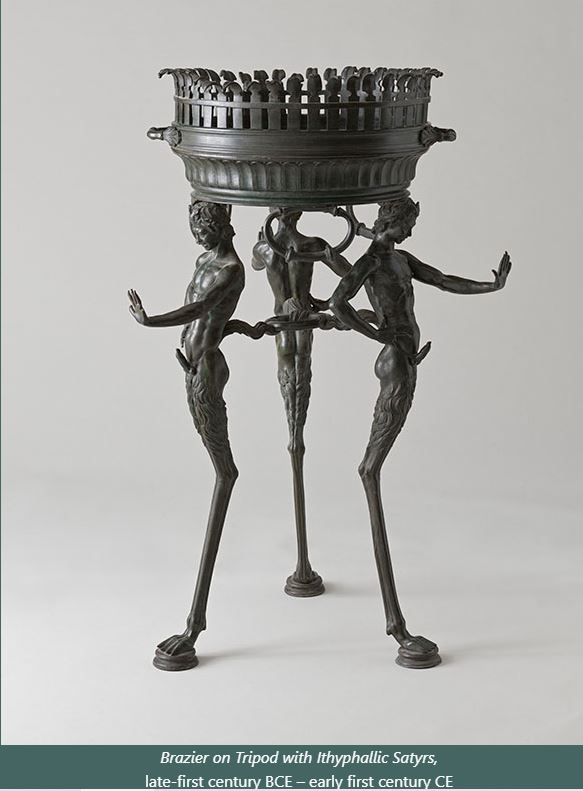 Brazier on Tripod with Ithyphallic Satyrs,
late-first century BCE – early first century CE